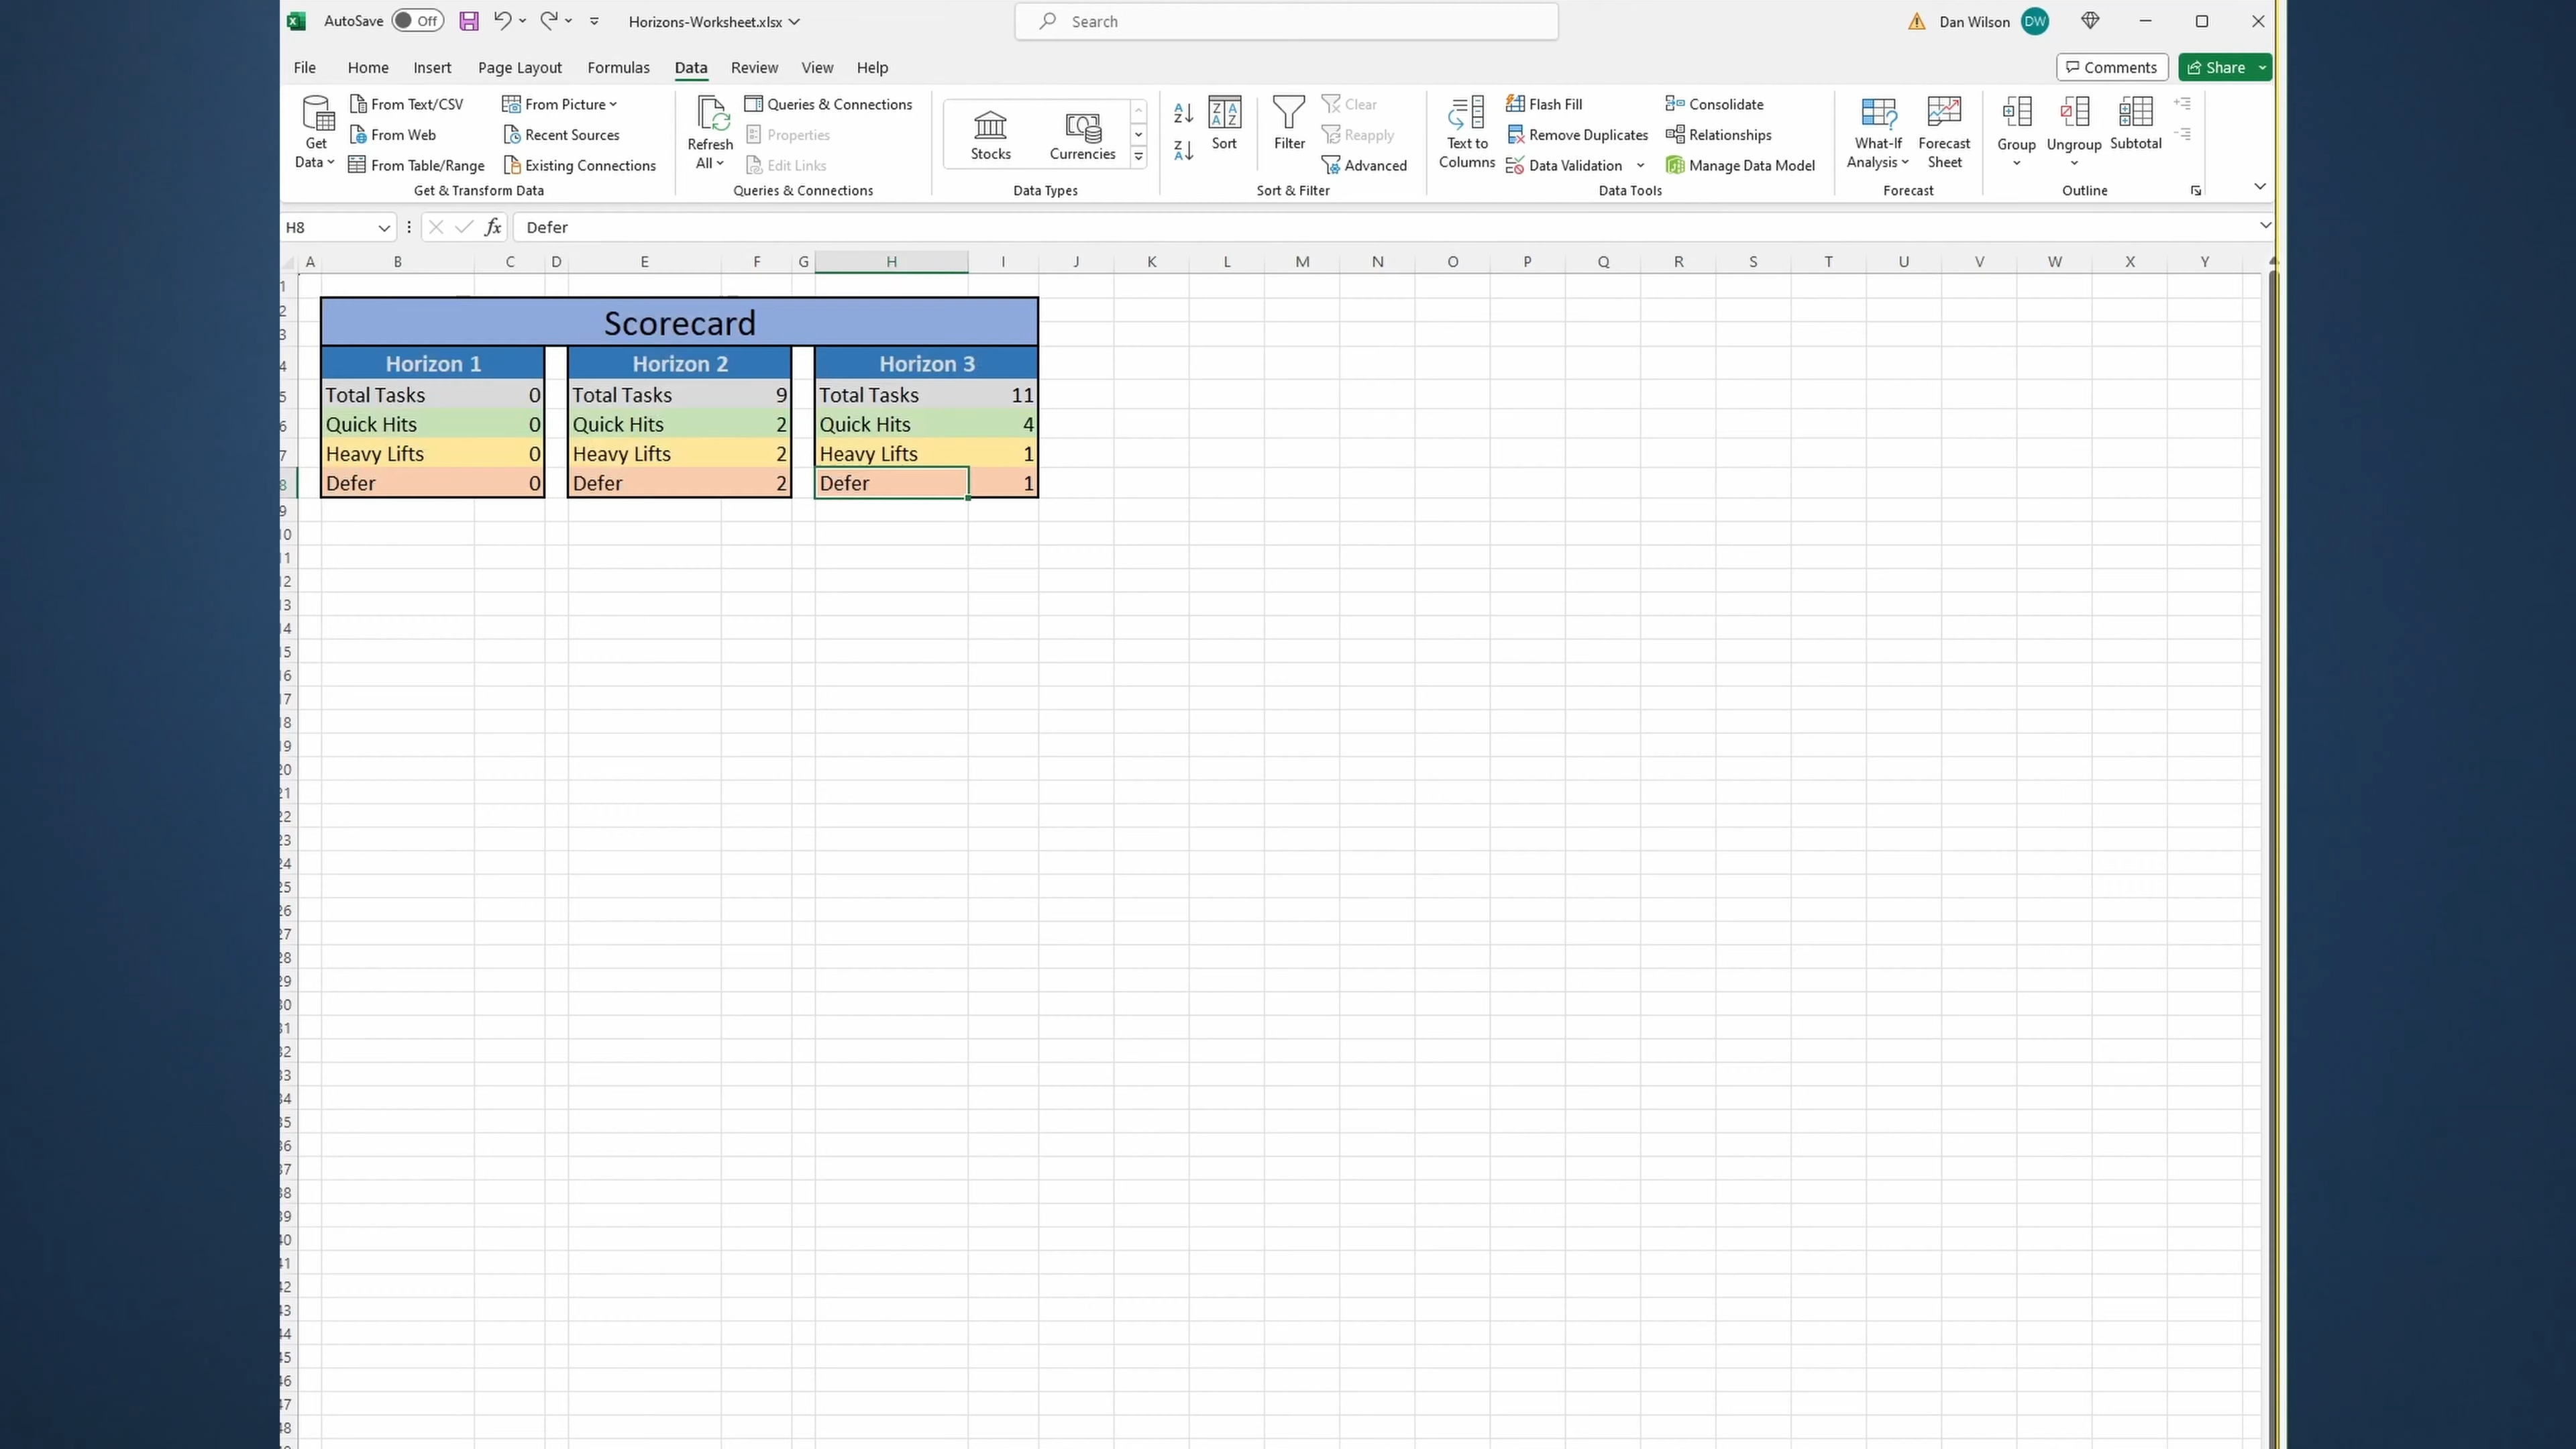 AutoSave Off Horizons-Worksheet.xlsx Search Dan Wilson DW
File Home Insert Page Layout Formulas Data Review View Help Comments Share
Get Data From Text/CSV From Web From Table/Range From Picture Recent Sources Existing Connections
Get & Transform Data
Refresh All Queries & Connections Properties Edit Links
Queries & Connections
Stocks Currencies
Data Types
Sort Filter Clear Reapply Advanced
Sort & Filter
Text to Columns Flash Fill Remove Duplicates Data Validation Consolidate Relationships Manage Data Model
Data Tools
What-If Analysis Forecast Sheet
Forecast
Group Ungroup Subtotal
Outline
H8 fx Defer
A B C D E F G H I J K L M N O P Q R S T U V W X Y
Scorecard
Horizon 1 Horizon 2 Horizon 3
Total Tasks 0 Total Tasks 9 Total Tasks 11
Quick Hits 0 Quick Hits 2 Quick Hits 4
Heavy Lifts 0 Heavy Lifts 2 Heavy Lifts 1
Defer 0 Defer 2 Defer 1